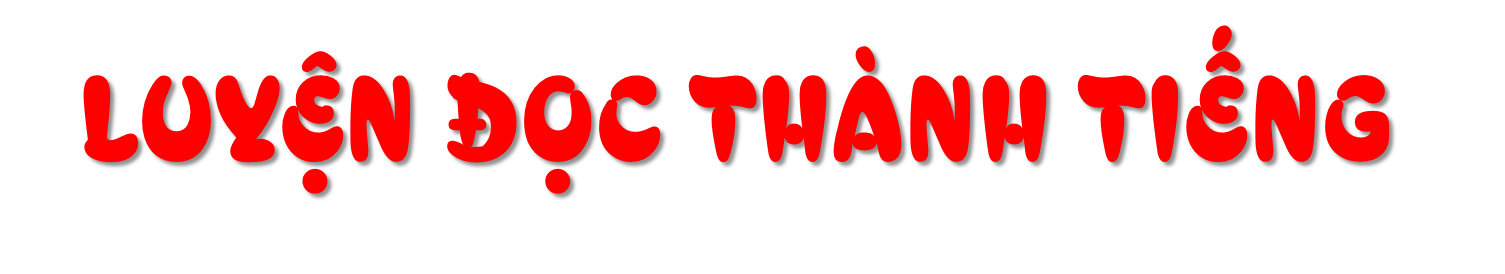 LUYỆN ĐỌC THÀNH TIẾNG